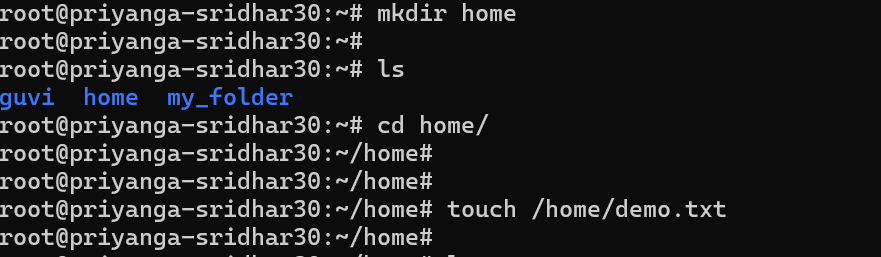 root@priyanga-sridhar30:~# mkdir home
root@priyanga-sridhar30:~#
root@priyanga-sridhar30:~# ls
guvi  home  my_folder
root@priyanga-sridhar30:~# cd home/
root@priyanga-sridhar30:~/home#
root@priyanga-sridhar30:~/home#
root@priyanga-sridhar30:~/home# touch /home/demo.txt
root@priyanga-sridhar30:~/home#